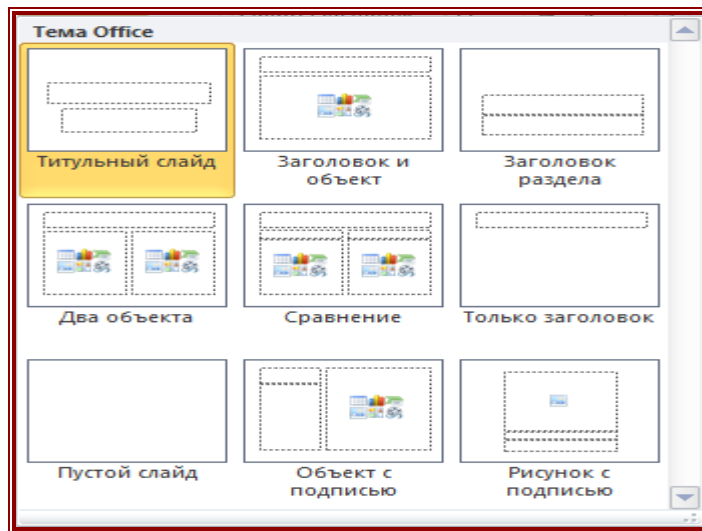 Тема Office
Титульный слайд
Заголовок и
объект
Заголовок
раздела
Два объекта
Сравнение
Только заголовок
Пустой слайд
Объект с
подписью
Рисунок с
подписью